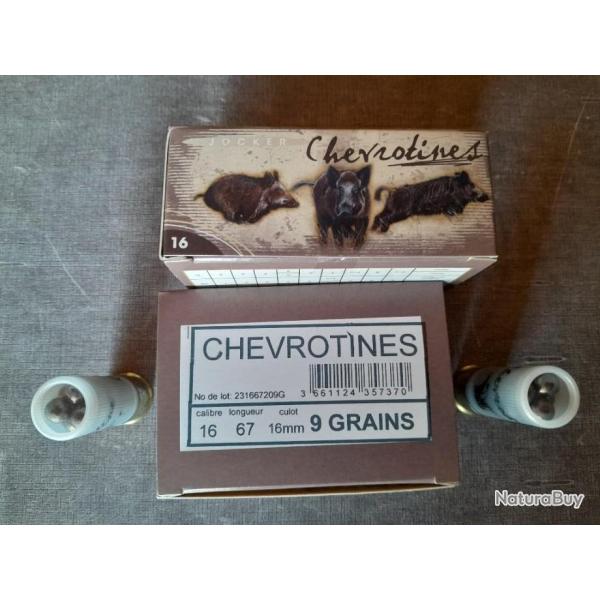 JOCKER
Chevrotines
16
CHEVROTINES
No de lot: 231667209G
3 661124 357370
calibre longueur culot
16 67 16mm 9 GRAINS
NaturaBuy